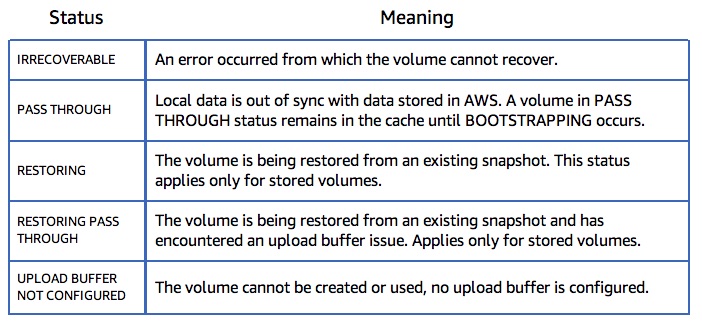 Status Meaning
IRRECOVERABLE An error occurred from which the volume cannot recover.
PASS THROUGH Local data is out of sync with data stored in AWS. A volume in PASS
THROUGH status remains in the cache until BOOTSTRAPPING occurs.
RESTORING The volume is being restored from an existing snapshot. This status
applies only for stored volumes.
RESTORING PASS
THROUGH
The volume is being restored from an existing snapshot and has
encountered an upload buffer issue. Applies only for stored volumes.
UPLOAD BUFFER
NOT CONFIGURED
The volume cannot be created or used, no upload buffer is configured.